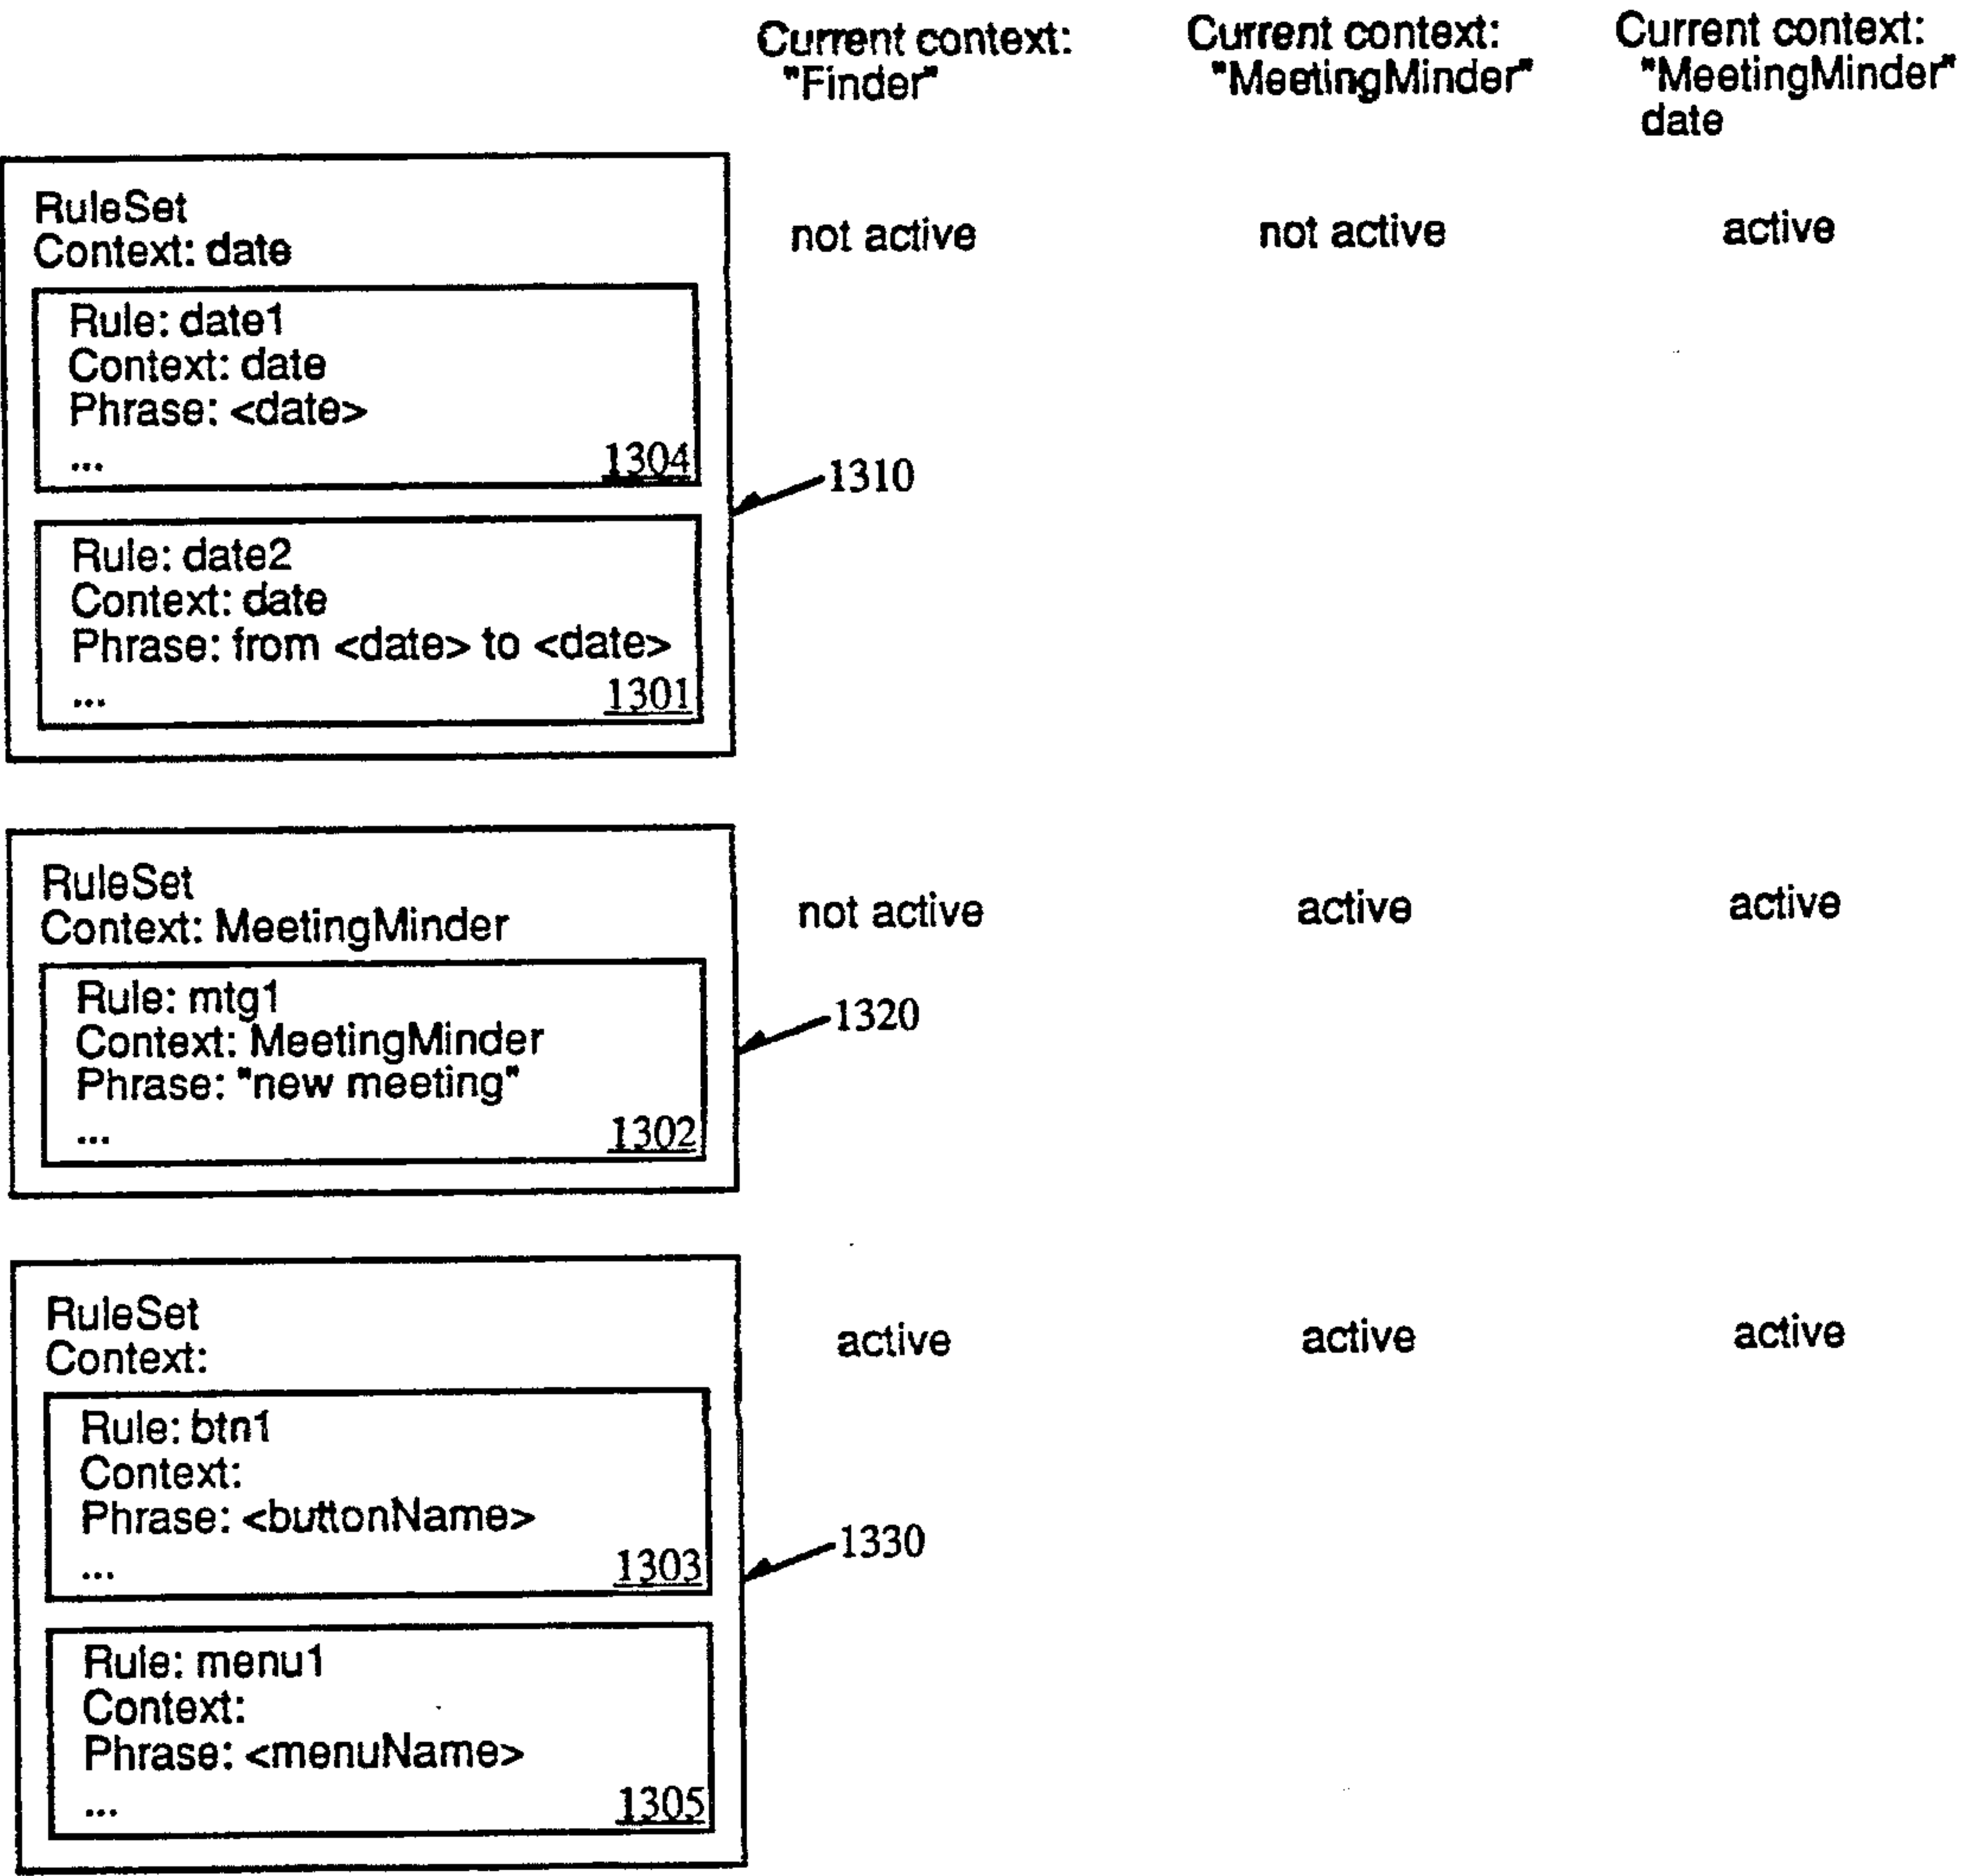 Current context:
"Finder"
Current context:
"MeetingMinder"
Current context:
"MeetingMinder"
date
RuleSet
Context: date
not active
not active
active
Rule: date1
Context: date
Phrase: <date>
...
1304
1310
Rule: date2
Context: date
Phrase: from <date> to <date>
...
1301
RuleSet
Context: MeetingMinder
not active
active
active
Rule: mtg1
Context: MeetingMinder
Phrase: "new meeting"
...
1302
1320
RuleSet
Context:
active
active
active
Rule: btn1
Context:
Phrase: <buttonName>
...
1303
1330
Rule: menu1
Context:
Phrase: <menuName>
...
1305